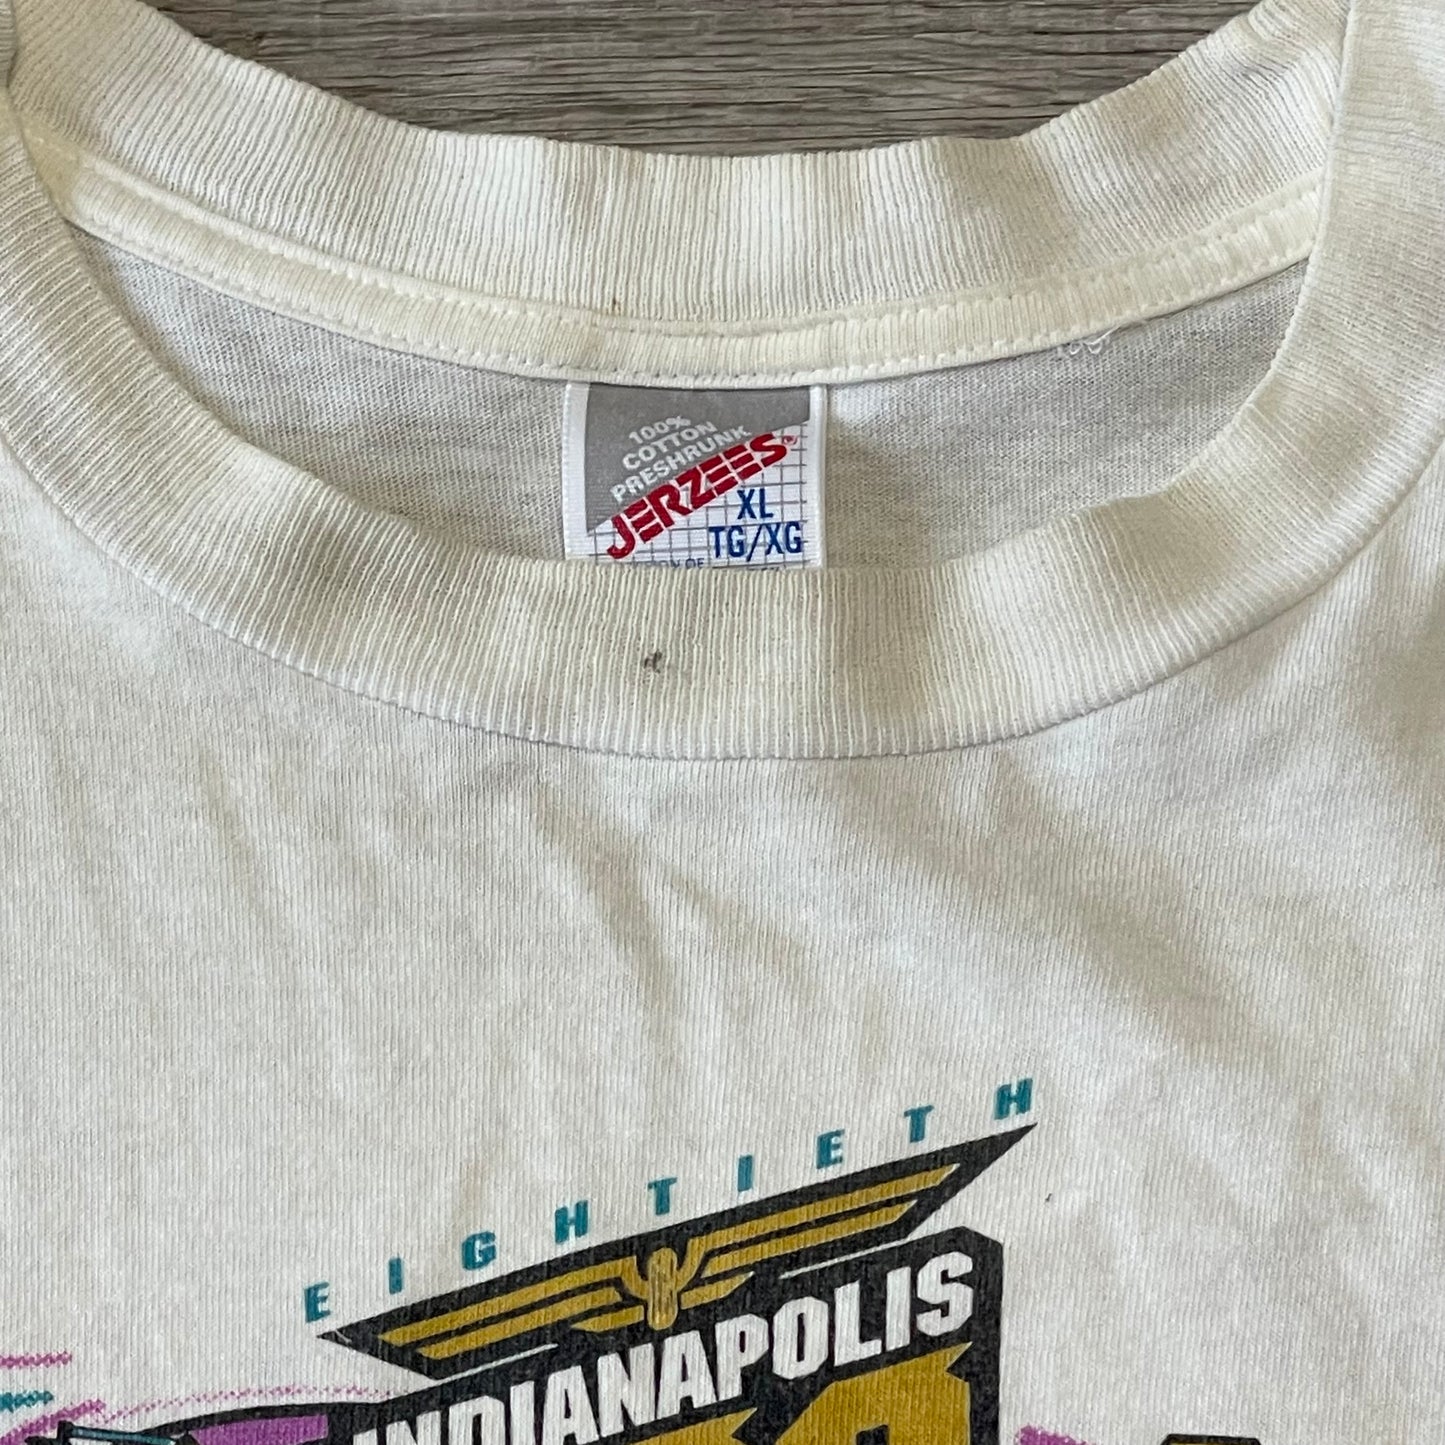 100%
COTTON
PRESHRUNK
JERZEES®
XL
TG/XG
EIGHTIETH
INDIANAPOLIS